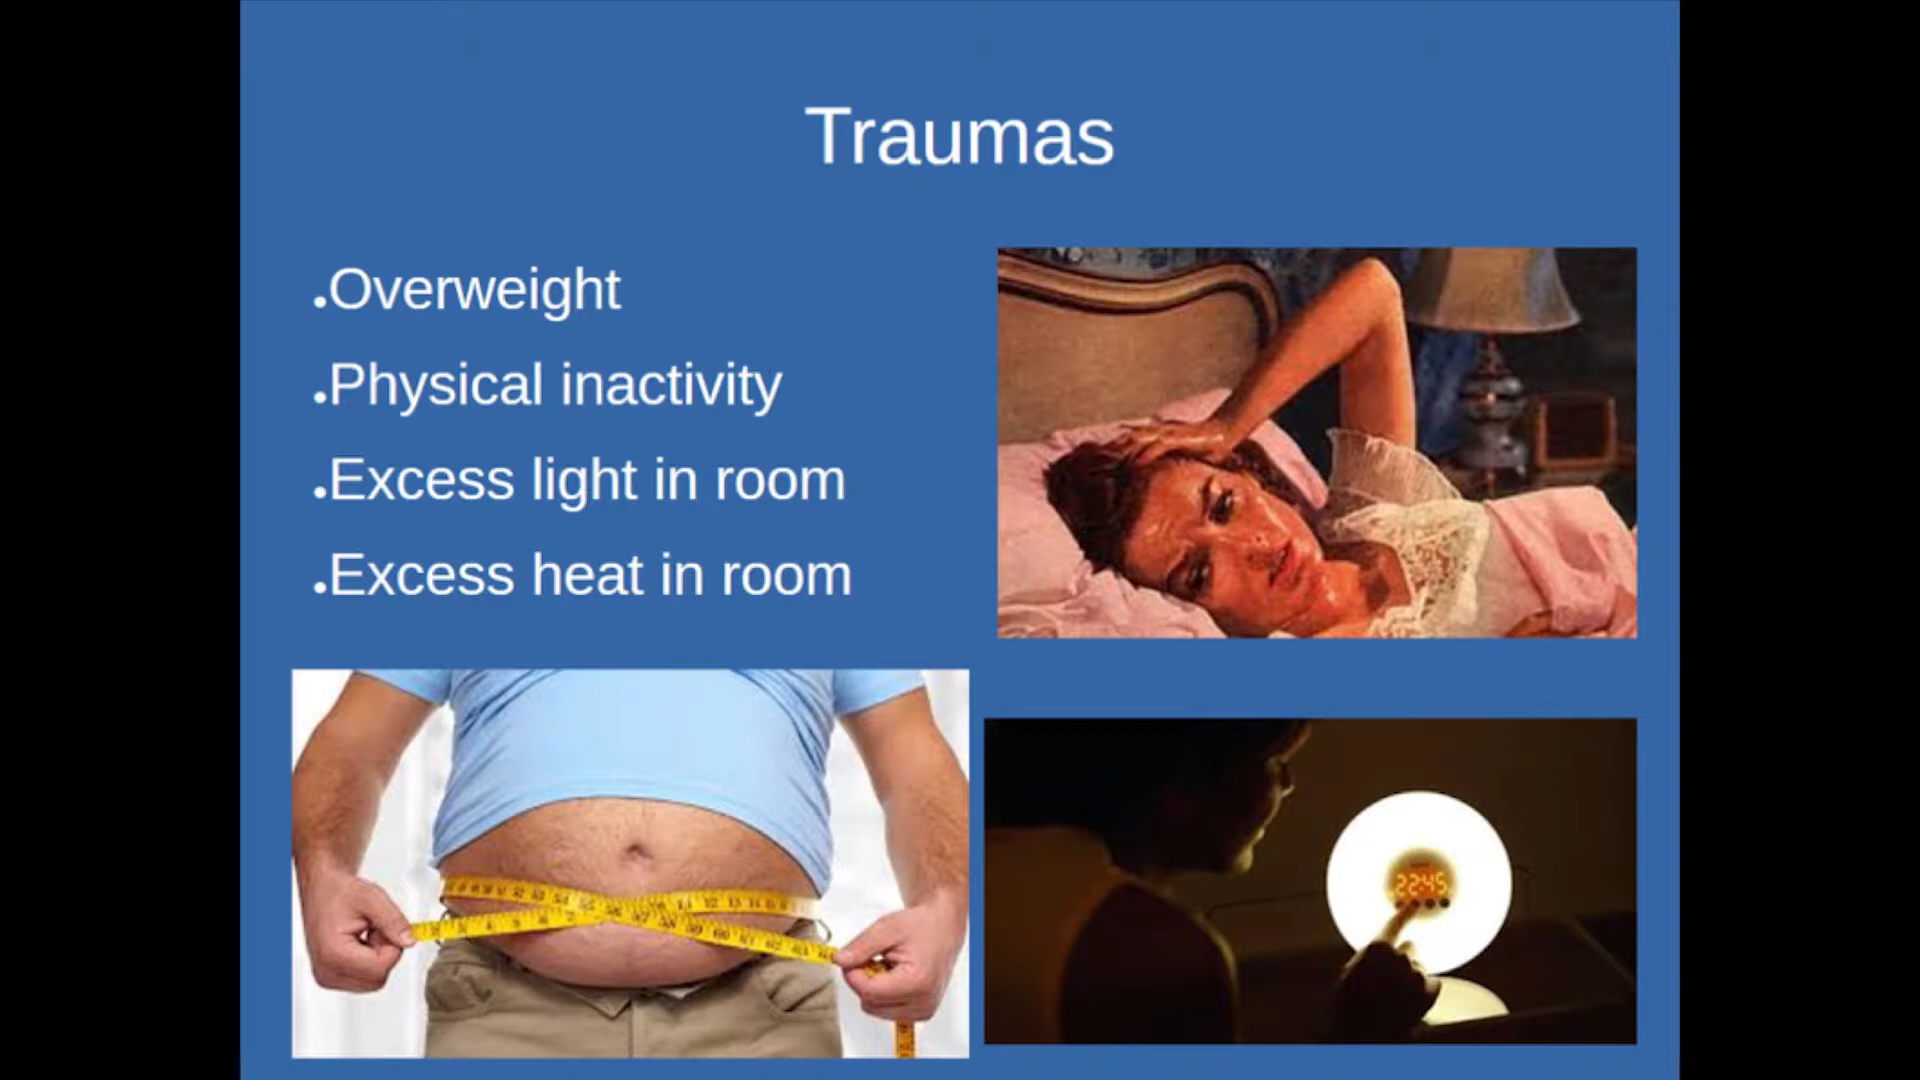 Traumas
•Overweight
•Physical inactivity
•Excess light in room
•Excess heat in room
22:45